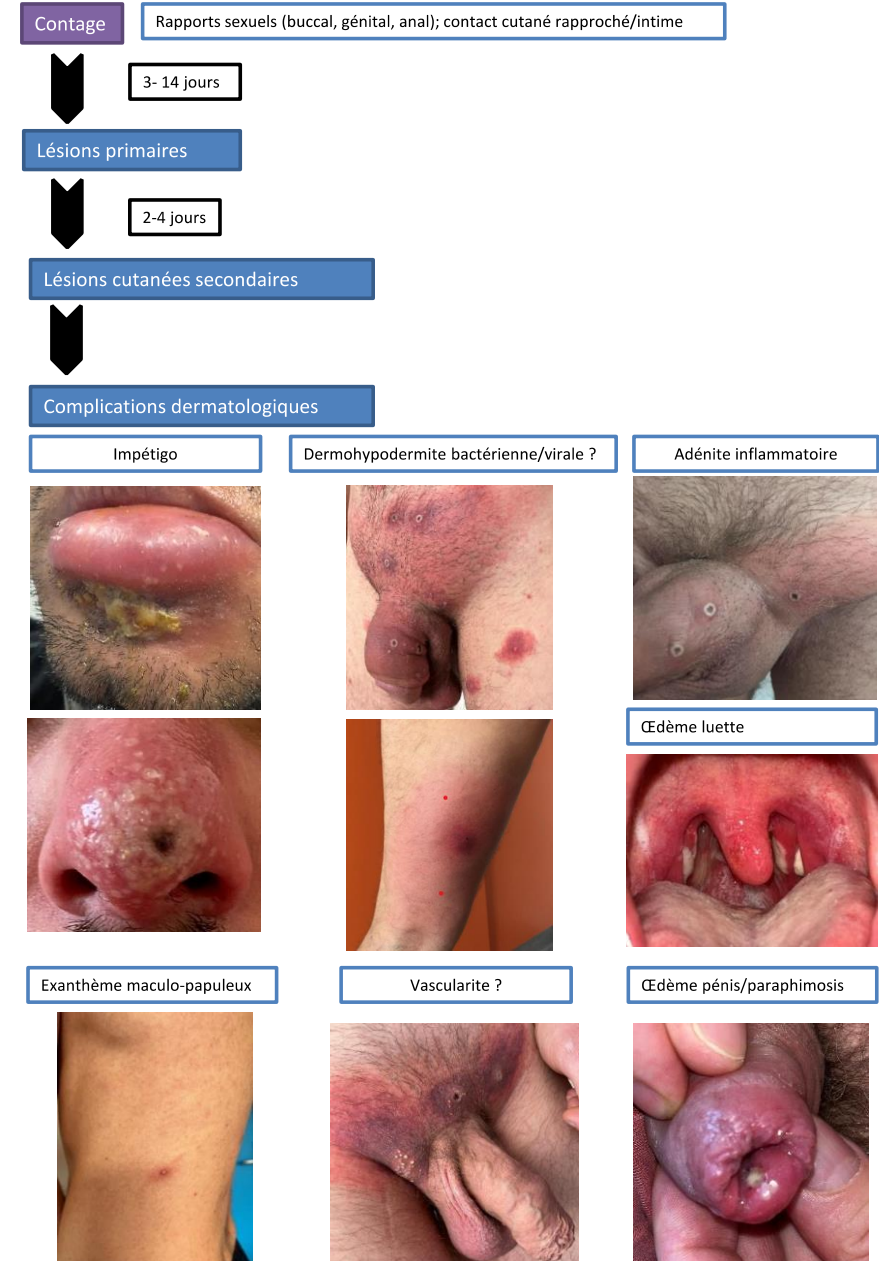 Contage
Rapports sexuels (buccal, génital, anal); contact cutané rapproché/intime
3- 14 jours
Lésions primaires
2-4 jours
Lésions cutanées secondaires
Complications dermatologiques
Impétigo
Dermohypodermite bactérienne/virale ?
Adénite inflammatoire
Œdème luette
Exanthème maculo-papuleux
Vascularite ?
Œdème pénis/paraphimosis